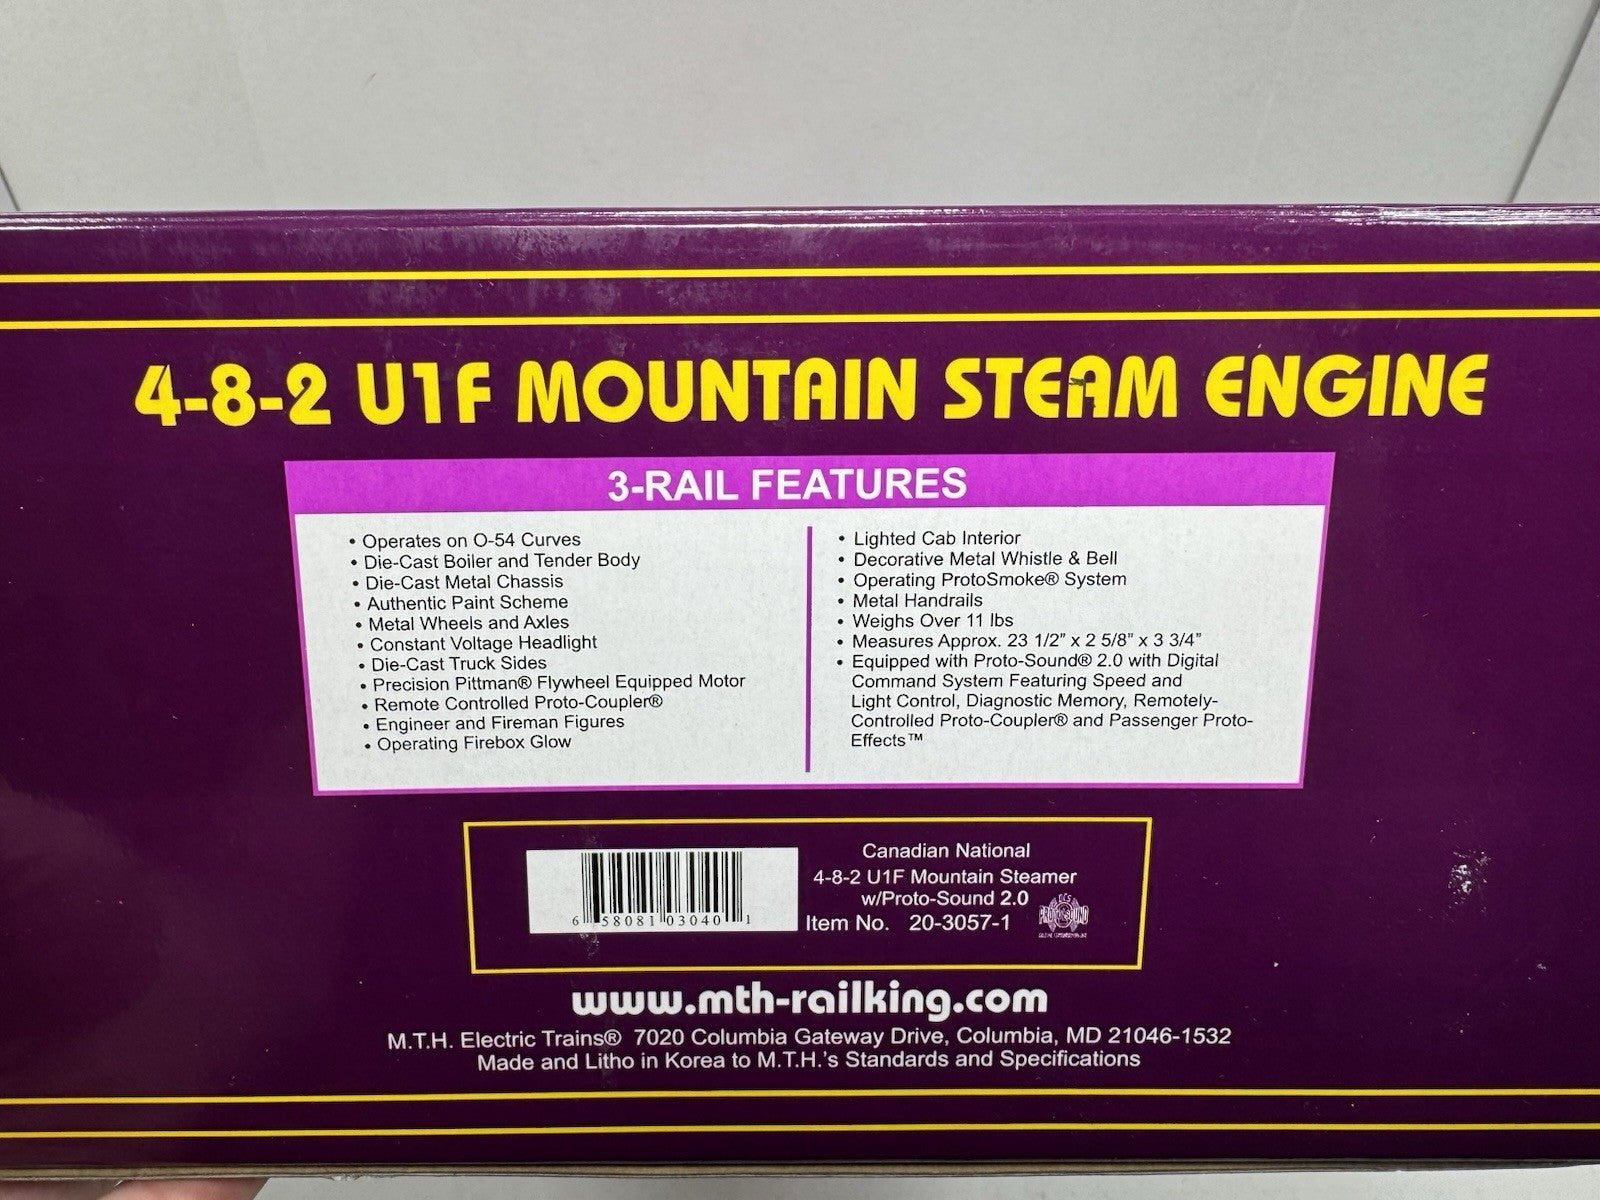 4-8-2 U1F MOUNTAIN STEAM ENGINE
3-RAIL FEATURES
• Operates on O-54 Curves
• Die-Cast Boiler and Tender Body
• Die-Cast Metal Chassis
• Authentic Paint Scheme
• Metal Wheels and Axles
• Constant Voltage Headlight
• Die-Cast Truck Sides
• Precision Pittman® Flywheel Equipped Motor
• Remote Controlled Proto-Coupler®
• Engineer and Fireman Figures
• Operating Firebox Glow
• Lighted Cab Interior
• Decorative Metal Whistle & Bell
• Operating ProtoSmoke® System
• Metal Handrails
• Weighs Over 11 lbs
• Measures Approx. 23 1/2" x 2 5/8" x 3 3/4"
• Equipped with Proto-Sound® 2.0 with Digital
Command System Featuring Speed and
Light Control, Diagnostic Memory, Remotely-
Controlled Proto-Coupler® and Passenger Proto-
Effects™
6 58081 03040 1
Canadian National
4-8-2 U1F Mountain Steamer
w/Proto-Sound 2.0
Item No. 20-3057-1
DCS
PROTO SOUND
www.mth-railking.com
M.T.H. Electric Trains® 7020 Columbia Gateway Drive, Columbia, MD 21046-1532
Made and Litho in Korea to M.T.H.'s Standards and Specifications